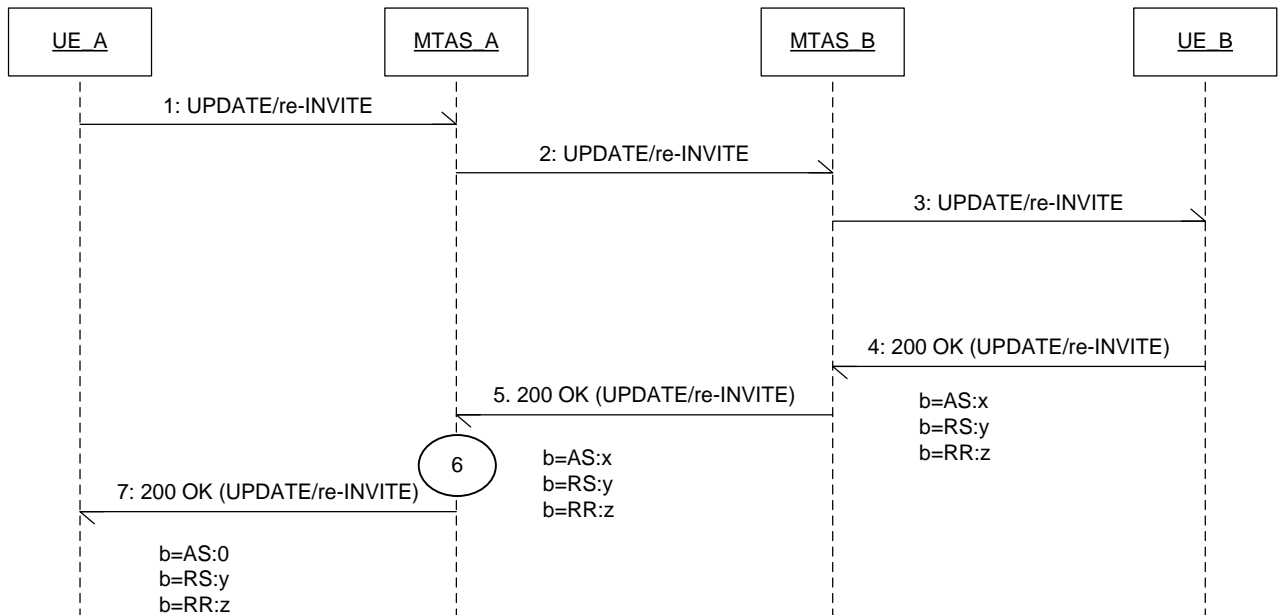 UE_A
MTAS_A
MTAS_B
UE_B
1: UPDATE/re-INVITE
2: UPDATE/re-INVITE
3: UPDATE/re-INVITE
4: 200 OK (UPDATE/re-INVITE)
b=AS:x
b=RS:y
b=RR:z
5. 200 OK (UPDATE/re-INVITE)
b=AS:x
b=RS:y
b=RR:z
6
7: 200 OK (UPDATE/re-INVITE)
b=AS:0
b=RS:y
b=RR:z